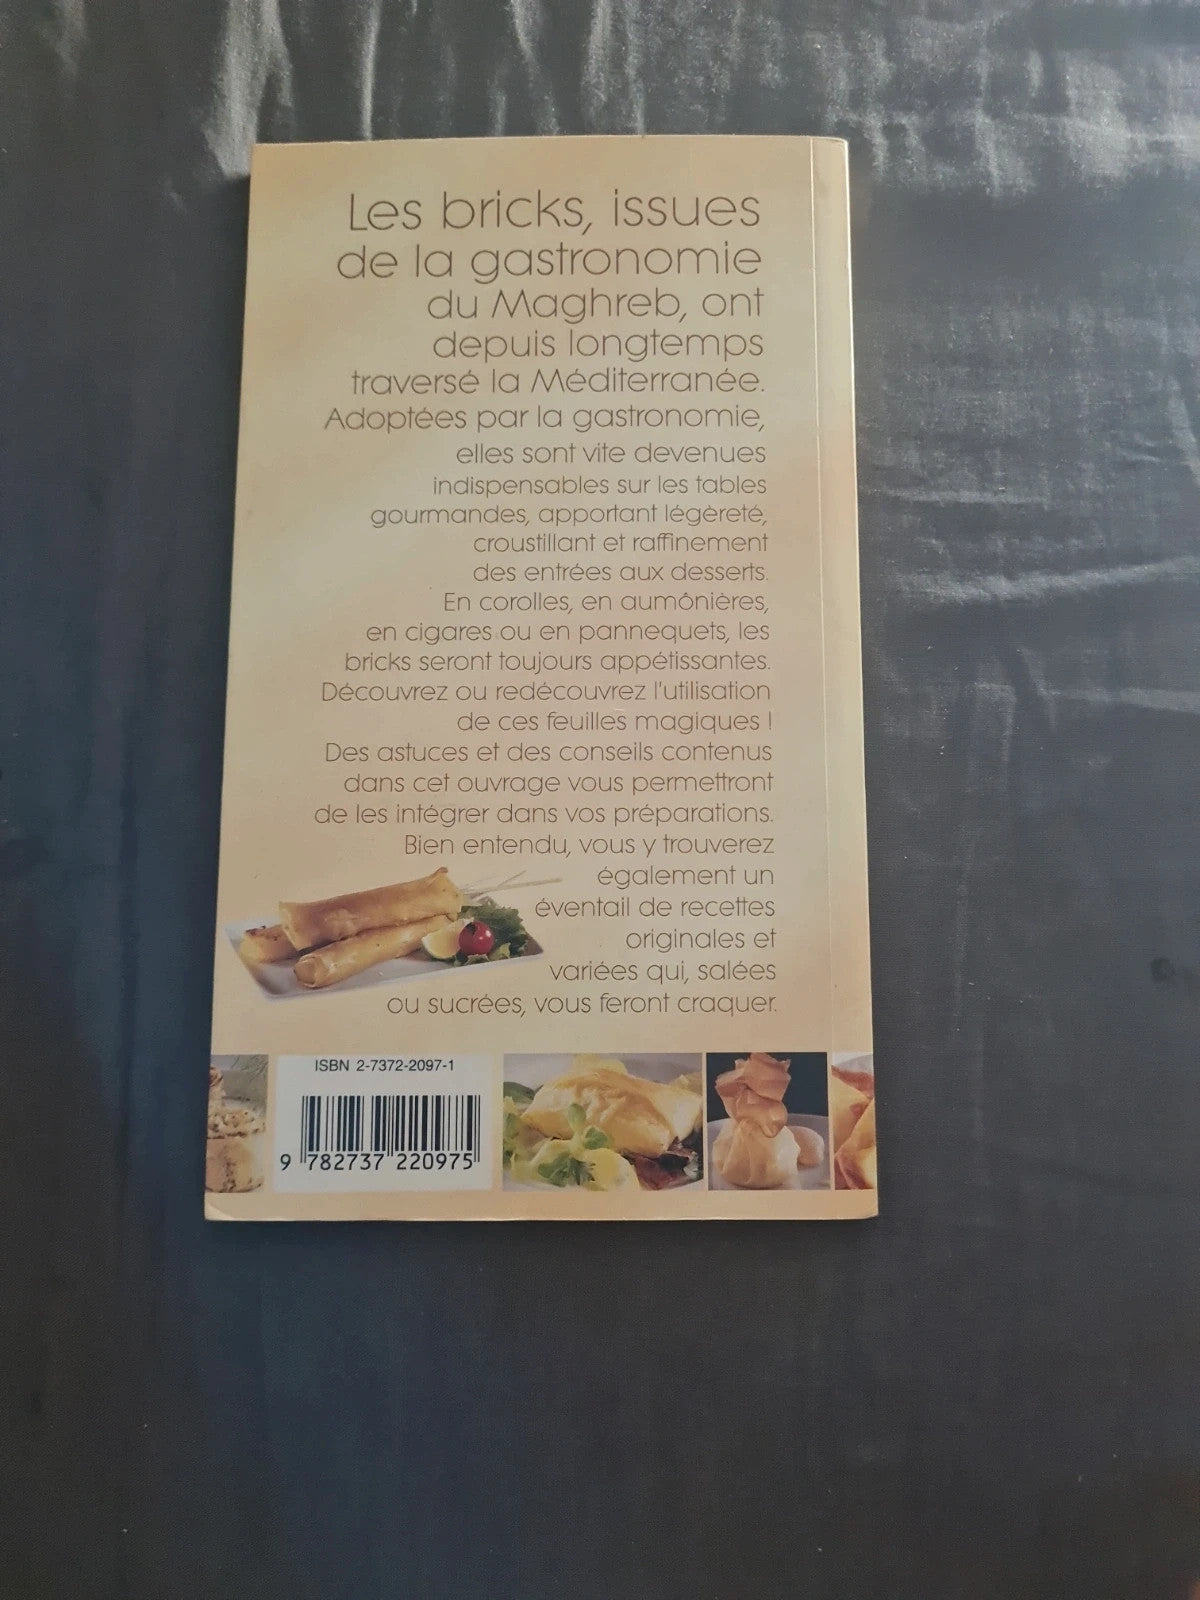 Les bricks, issues
de la gastronomie
du Maghreb, ont
depuis longtemps
traversé la Méditerranée.
Adoptées par la gastronomie,
elles sont vite devenues
indispensables sur les tables
gourmandes, apportant légèreté,
croustillant et raffinement
des entrées aux desserts.
En corolles, en aumônières,
en cigares ou en pannequets, les
bricks seront toujours appétissantes.
Découvrez ou redécouvrez l'utilisation
de ces feuilles magiques !
Des astuces et des conseils contenus
dans cet ouvrage vous permettront
de les intégrer dans vos préparations.
Bien entendu, vous y trouverez
également un
éventail de recettes
originales et
variées qui, salées
ou sucrées, vous feront craquer.
ISBN 2-7372-2097-1
9 782737 220975